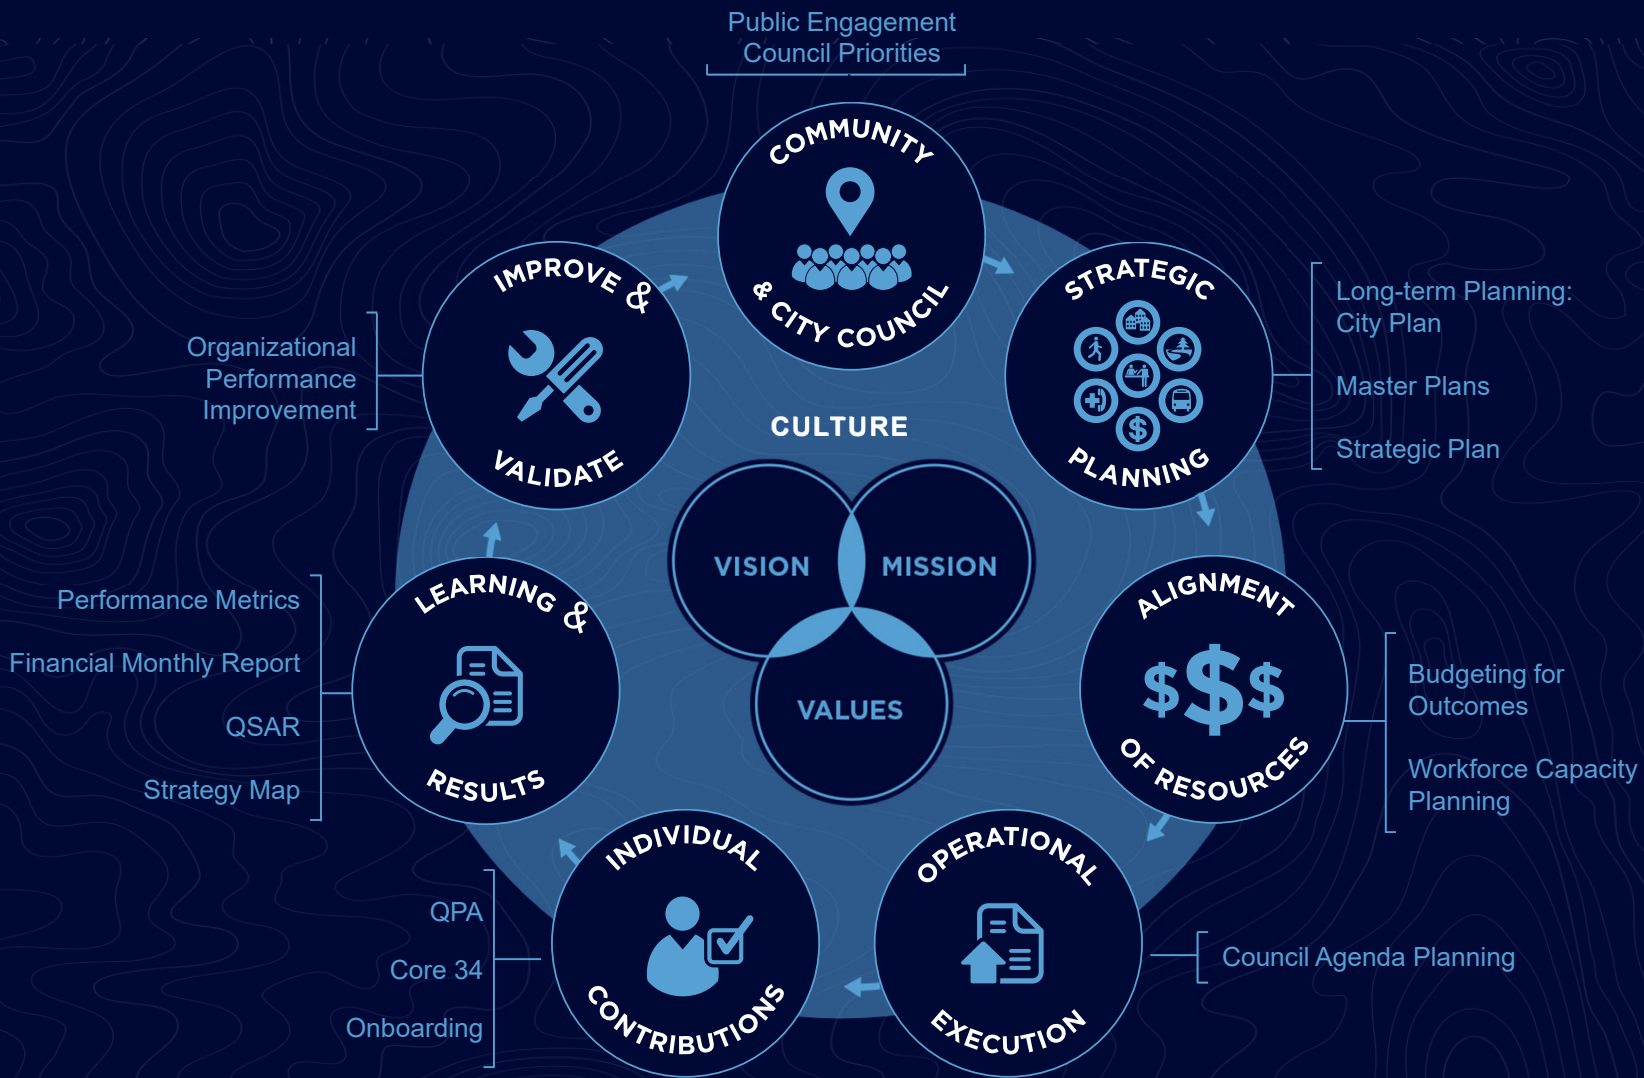 Public Engagement
Council Priorities
COMMUNITY
& CITY COUNCIL
STRATEGIC
PLANNING
Long-term Planning:
City Plan
Master Plans
Strategic Plan
ALIGNMENT
OF RESOURCES
Budgeting for
Outcomes
Workforce Capacity
Planning
OPERATIONAL
EXECUTION
Council Agenda Planning
INDIVIDUAL
CONTRIBUTIONS
QPA
Core 34
Onboarding
LEARNING &
RESULTS
Performance Metrics
Financial Monthly Report
QSAR
Strategy Map
IMPROVE &
VALIDATE
Organizational
Performance
Improvement
CULTURE
VISION
MISSION
VALUES